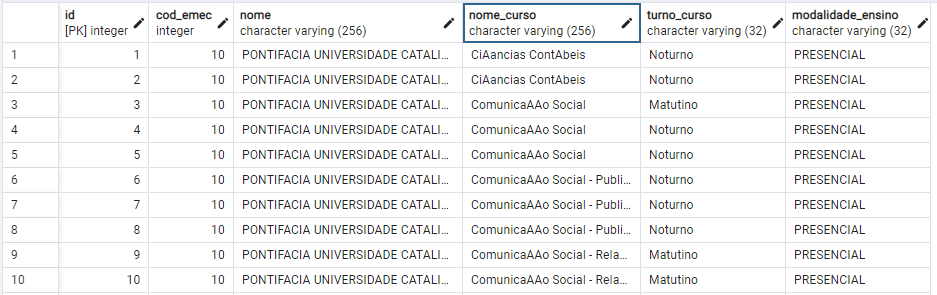 id cod_emec nome nome_curso turno_curso modalidade_ensino
[PK] integer integer character varying (256) character varying (256) character varying (32) character varying (32)
1 1 10 PONTIFACIA UNIVERSIDADE CATALI... CiAancias ContAbeis Noturno PRESENCIAL
2 2 10 PONTIFACIA UNIVERSIDADE CATALI... CiAancias ContAbeis Noturno PRESENCIAL
3 3 10 PONTIFACIA UNIVERSIDADE CATALI... ComunicaAAo Social Matutino PRESENCIAL
4 4 10 PONTIFACIA UNIVERSIDADE CATALI... ComunicaAAo Social Noturno PRESENCIAL
5 5 10 PONTIFACIA UNIVERSIDADE CATALI... ComunicaAAo Social Noturno PRESENCIAL
6 6 10 PONTIFACIA UNIVERSIDADE CATALI... ComunicaAAo Social - Publi... Noturno PRESENCIAL
7 7 10 PONTIFACIA UNIVERSIDADE CATALI... ComunicaAAo Social - Publi... Noturno PRESENCIAL
8 8 10 PONTIFACIA UNIVERSIDADE CATALI... ComunicaAAo Social - Publi... Noturno PRESENCIAL
9 9 10 PONTIFACIA UNIVERSIDADE CATALI... ComunicaAAo Social - Rela... Matutino PRESENCIAL
10 10 10 PONTIFACIA UNIVERSIDADE CATALI... ComunicaAAo Social - Rela... Matutino PRESENCIAL